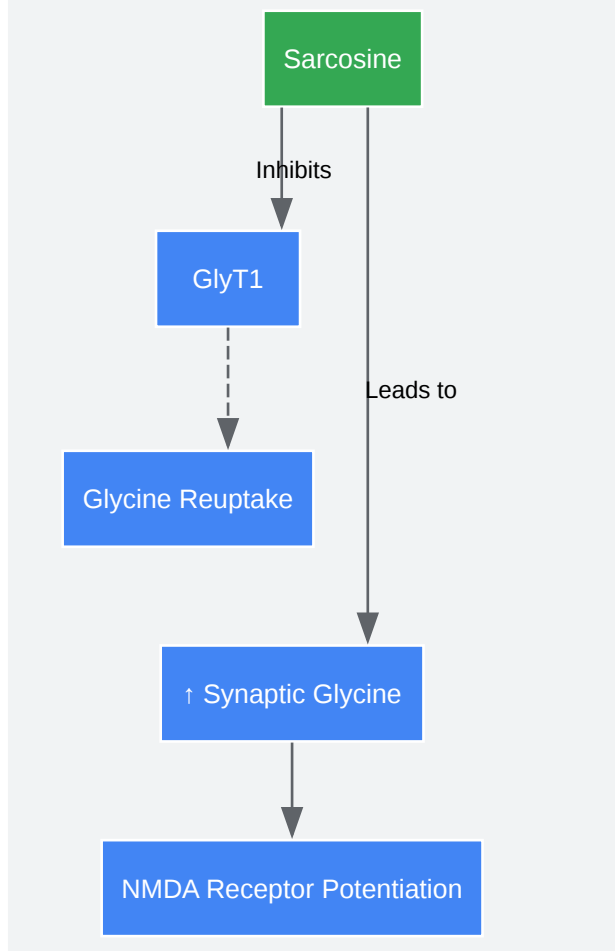 Sarcosine
Inhibits
GlyT1
Leads to
Glycine Reuptake
↑ Synaptic Glycine
NMDA Receptor Potentiation